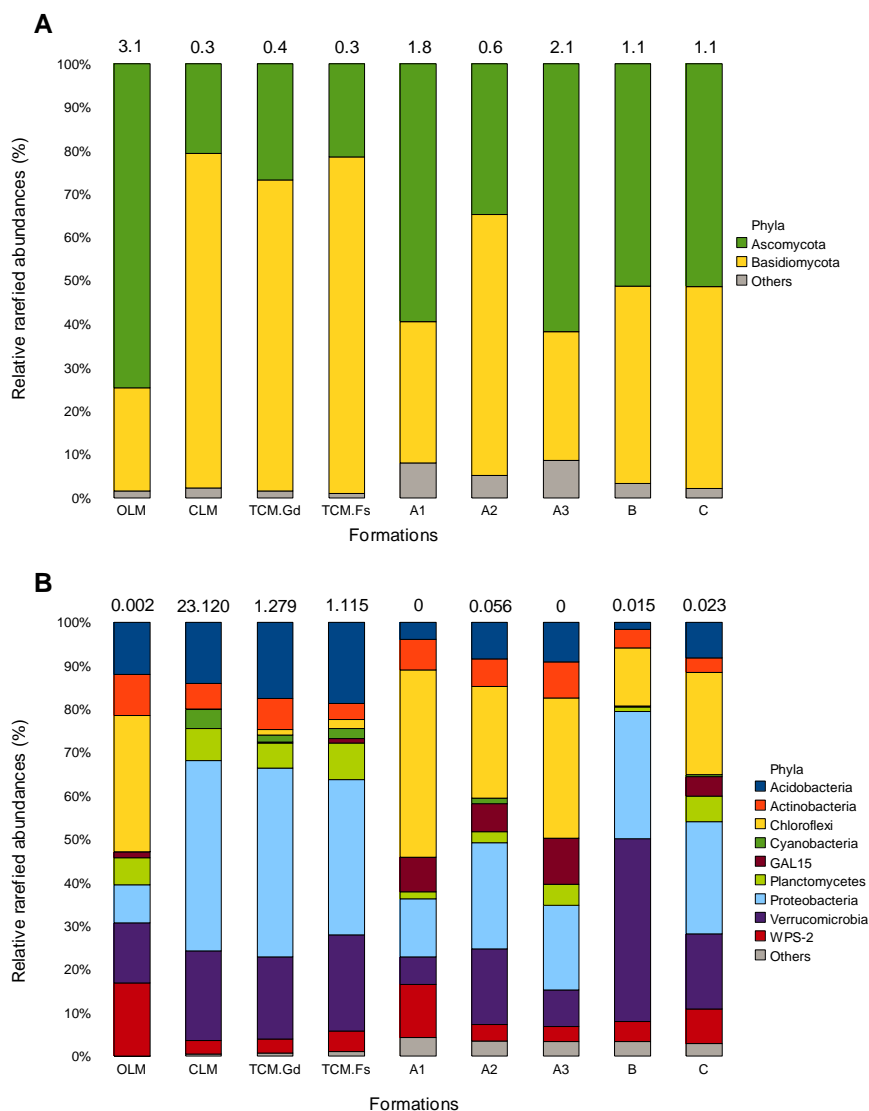 A
3.1 0.3 0.4 0.3 1.8 0.6 2.1 1.1 1.1
100%
90%
80%
70%
60%
50%
40%
30%
20%
10%
0%
Relative rarefied abundances (%)
OLM CLM TCM.Gd TCM.Fs A1 A2 A3 B C
Formations
Phyla
Ascomycota
Basidiomycota
Others
B
0.002 23.120 1.279 1.115 0 0.056 0 0.015 0.023
100%
90%
80%
70%
60%
50%
40%
30%
20%
10%
0%
Relative rarefied abundances (%)
OLM CLM TCM.Gd TCM.Fs A1 A2 A3 B C
Formations
Phyla
Acidobacteria
Actinobacteria
Chloroflexi
Cyanobacteria
GAL15
Planctomycetes
Proteobacteria
Verrucomicrobia
WPS-2
Others